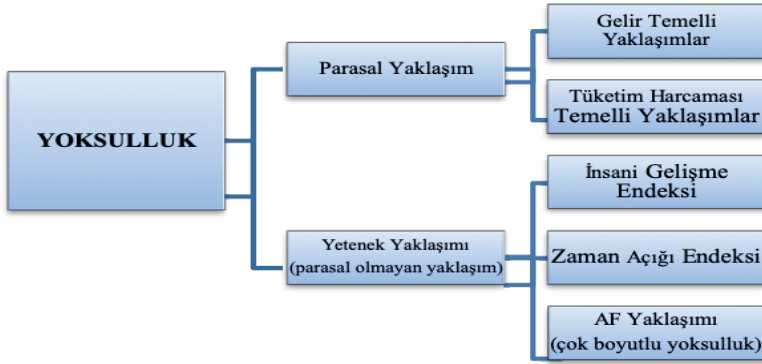 YOKSULLUK
Parasal Yaklaşım
Gelir Temelli
Yaklaşımlar
Tüketim Harcaması
Temelli Yaklaşımlar
Yetenek Yaklaşımı
(parasal olmayan yaklaşım)
İnsani Gelişme
Endeksi
Zaman Açığı Endeksi
AF Yaklaşımı
(çok boyutlu yoksulluk)